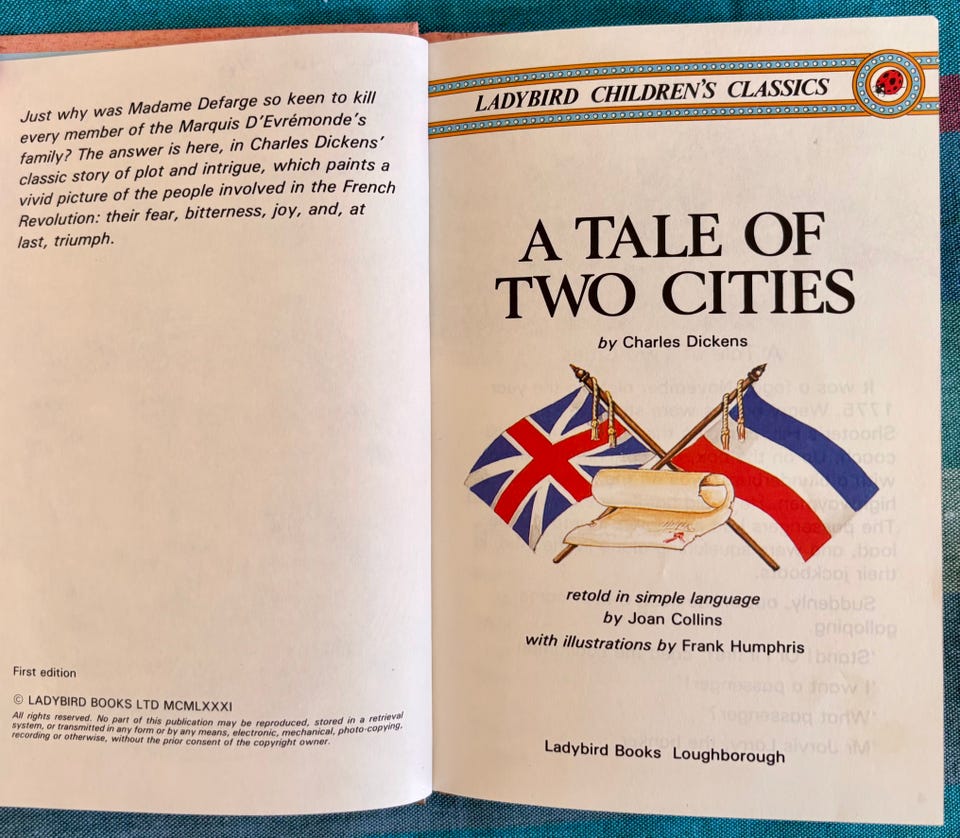 Just why was Madame Defarge so keen to kill
every member of the Marquis D'Evrémonde's
family? The answer is here, in Charles Dickens'
classic story of plot and intrigue, which paints a
vivid picture of the people involved in the French
Revolution: their fear, bitterness, joy, and, at
last, triumph.
First edition
© LADYBIRD BOOKS LTD MCMLXXXI
All rights reserved. No part of this publication may be reproduced, stored in a retrieval
system, or transmitted in any form or by any means, electronic, mechanical, photo-copying,
recording or otherwise, without the prior consent of the copyright owner.
LADYBIRD CHILDREN'S CLASSICS
A TALE OF
TWO CITIES
by Charles Dickens
retold in simple language
by Joan Collins
with illustrations by Frank Humphris
Ladybird Books Loughborough